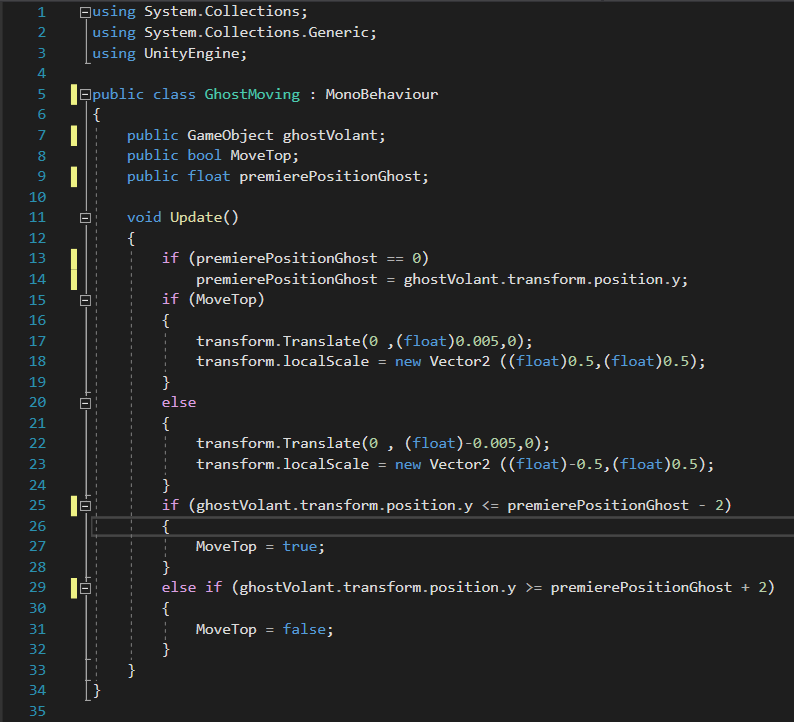 1 using System.Collections;
2 using System.Collections.Generic;
3 using UnityEngine;
4
5 public class GhostMoving : MonoBehaviour
6 {
7 public GameObject ghostVolant;
8 public bool MoveTop;
9 public float premierePositionGhost;
10
11 void Update()
12 {
13 if (premierePositionGhost == 0)
14 premierePositionGhost = ghostVolant.transform.position.y;
15 if (MoveTop)
16 {
17 transform.Translate(0 ,(float)0.005,0);
18 transform.localScale = new Vector2 ((float)0.5,(float)0.5);
19 }
20 else
21 {
22 transform.Translate(0 , (float)-0.005,0);
23 transform.localScale = new Vector2 ((float)-0.5,(float)0.5);
24 }
25 if (ghostVolant.transform.position.y <= premierePositionGhost - 2)
26 {
27 MoveTop = true;
28 }
29 else if (ghostVolant.transform.position.y >= premierePositionGhost + 2)
30 {
31 MoveTop = false;
32 }
33 }
34 }
35